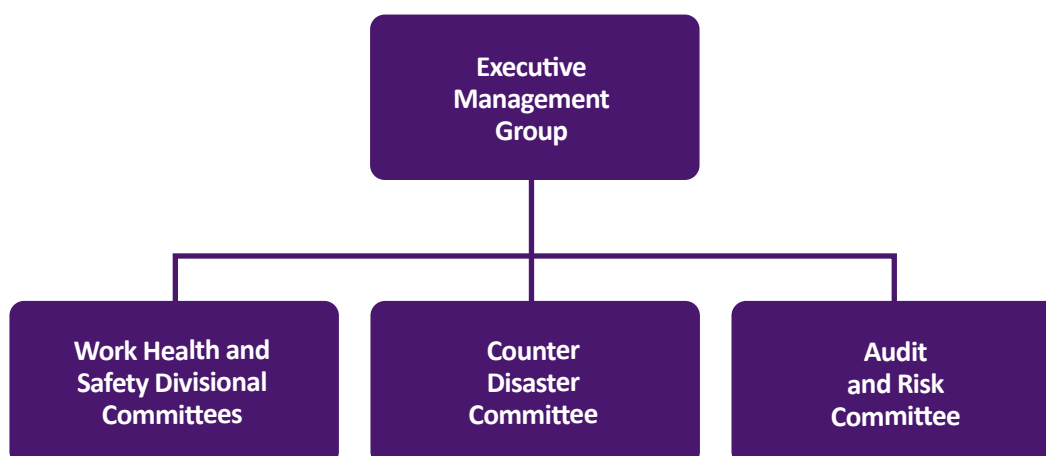 Executive
Management
Group
Work Health and
Safety Divisional
Committees
Counter
Disaster
Committee
Audit
and Risk
Committee